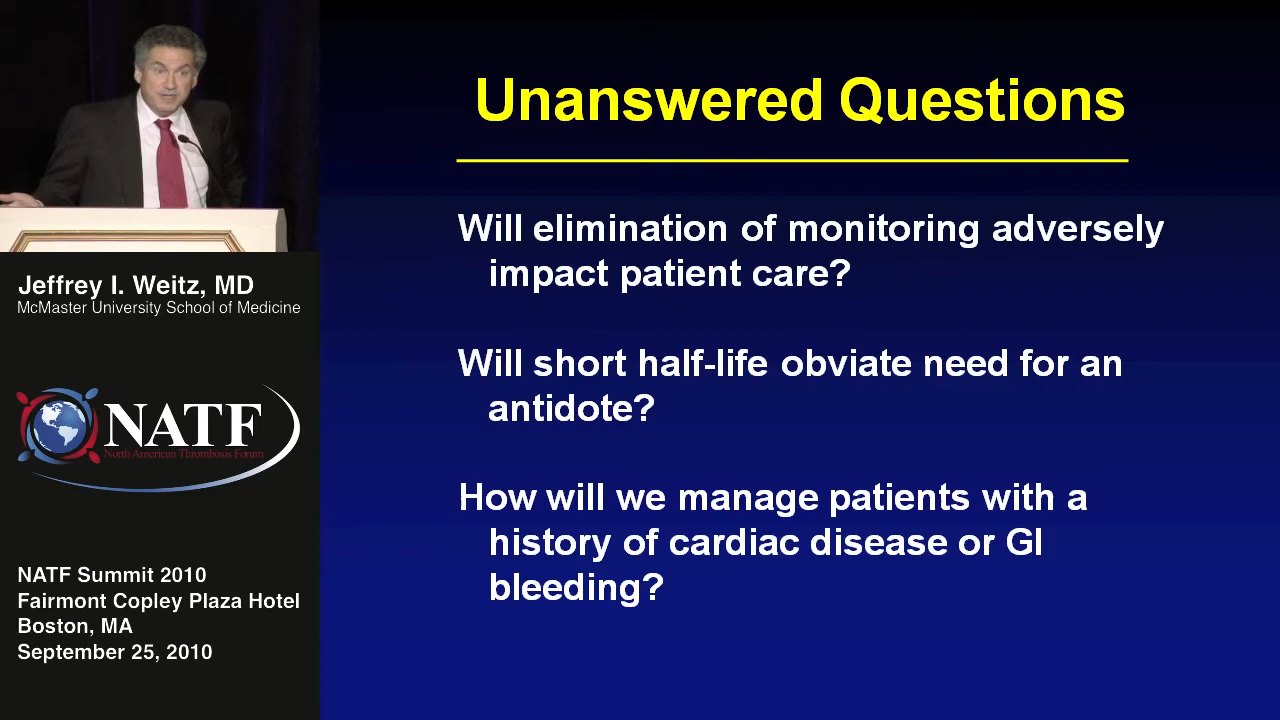 Unanswered Questions
Will elimination of monitoring adversely
impact patient care?
Will short half-life obviate need for an
antidote?
How will we manage patients with a
history of cardiac disease or GI
bleeding?
Jeffrey I. Weitz, MD
McMaster University School of Medicine
NATF
North American Thrombosis Forum
NATF Summit 2010
Fairmont Copley Plaza Hotel
Boston, MA
September 25, 2010